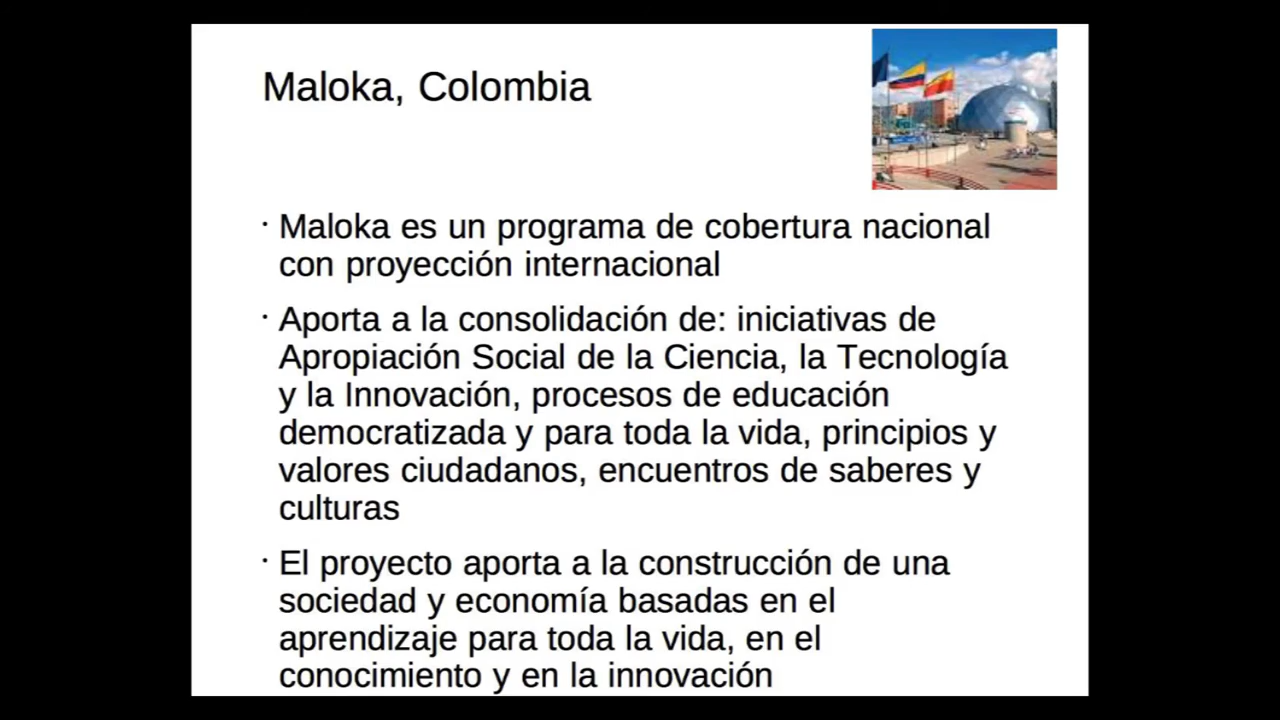 Maloka, Colombia
· Maloka es un programa de cobertura nacional
con proyección internacional
· Aporta a la consolidación de: iniciativas de
Apropiación Social de la Ciencia, la Tecnología
y la Innovación, procesos de educación
democratizada y para toda la vida, principios y
valores ciudadanos, encuentros de saberes y
culturas
· El proyecto aporta a la construcción de una
sociedad y economía basadas en el
aprendizaje para toda la vida, en el
conocimiento y en la innovación